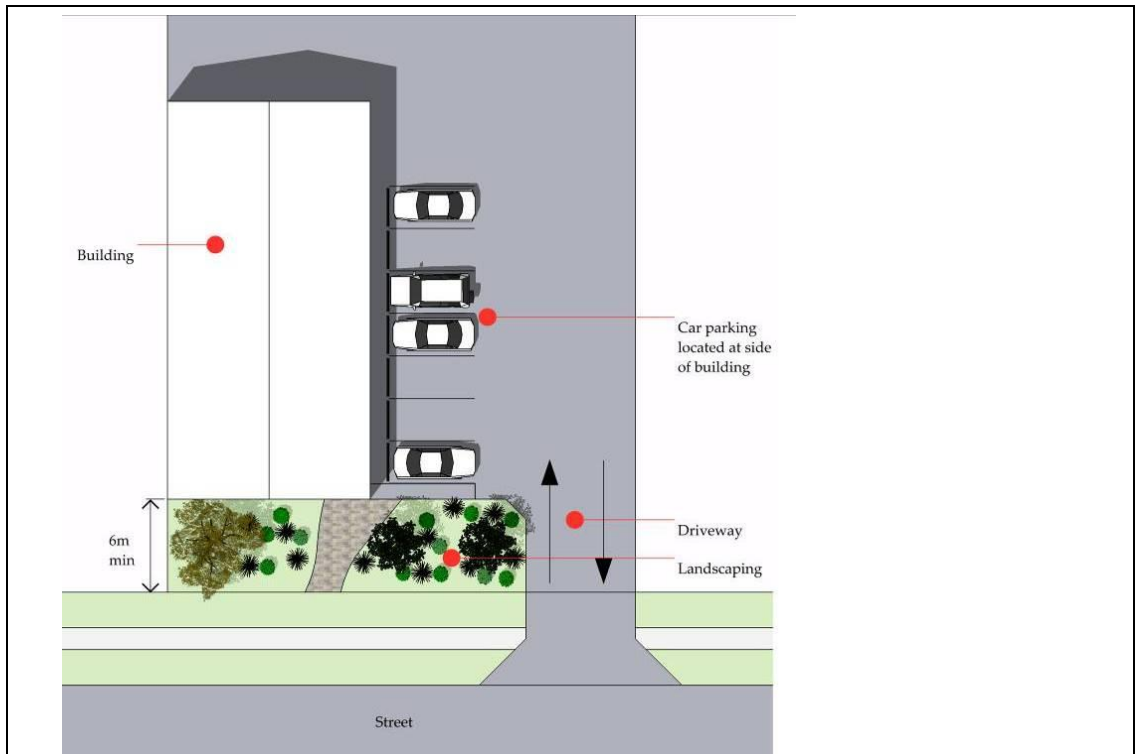 Building
Car parking
located at side
of building
6m
min
Driveway
Landscaping
Street